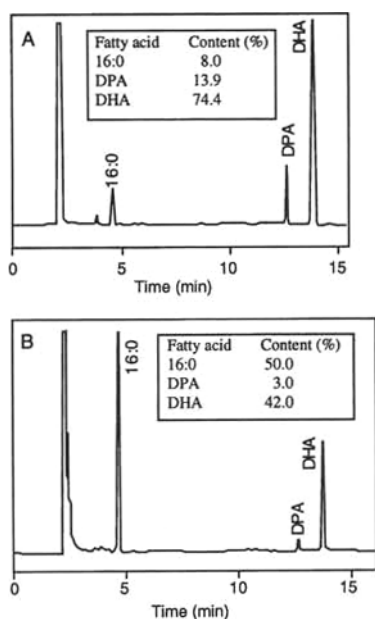 A
Fatty acid Content (%)
16:0 8.0
DPA 13.9
DHA 74.4
16:0
DPA
DHA
0 5 10 15
Time (min)
B
Fatty acid Content (%)
16:0 50.0
DPA 3.0
DHA 42.0
16:0
DPA
DHA
0 5 10 15
Time (min)